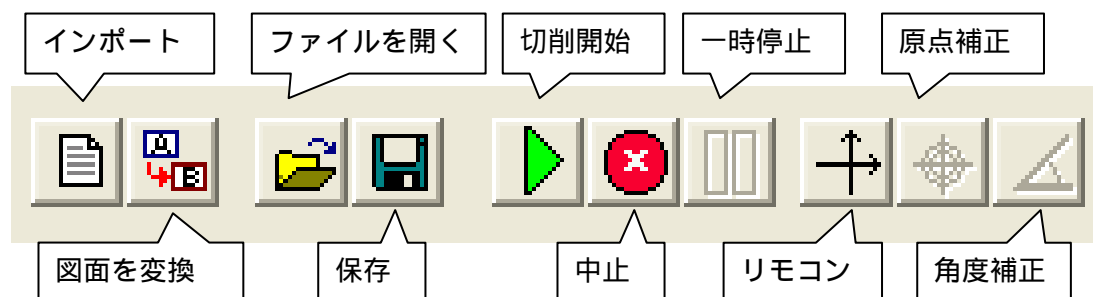 インポート
ファイルを開く
切削開始
一時停止
原点補正
A
B
図面を変換
保存
中止
リモコン
角度補正